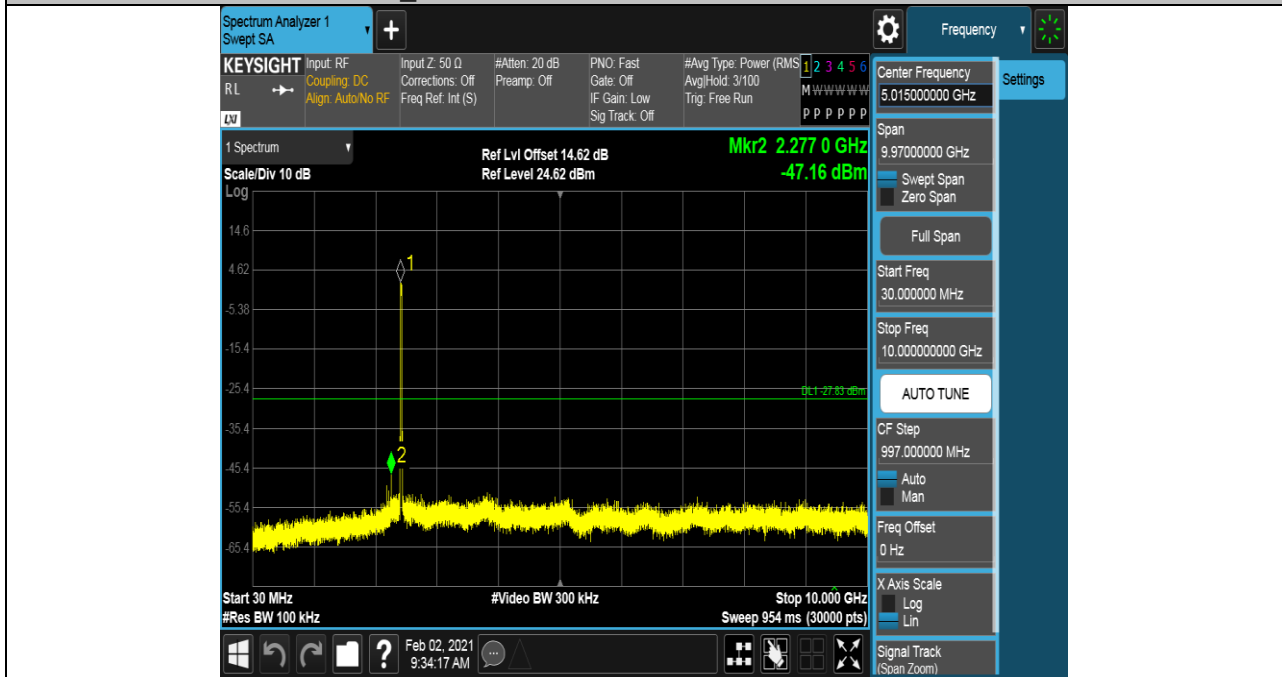 Spectrum Analyzer 1
Swept SA
+
Frequency
KEYSIGHT
RL
LXI
Input: RF
Coupling: DC
Align: Auto/No RF
Input Z: 50 Ω
Corrections: Off
Freq Ref: Int (S)
#Atten: 20 dB
Preamp: Off
PNO: Fast
Gate: Off
IF Gain: Low
Sig Track: Off
#Avg Type: Power (RMS
Avg|Hold: 3/100
Trig: Free Run
1 2 3 4 5 6
M W W W W W
P P P P P P
1 Spectrum
Scale/Div 10 dB
Ref Lvl Offset 14.62 dB
Ref Level 24.62 dBm
Mkr2 2.277 0 GHz
-47.16 dBm
Log
14.6
4.62
-5.38
-15.4
-25.4
-35.4
-45.4
-55.4
-65.4
1
2
DL1 -27.83 dBm
Start 30 MHz
#Res BW 100 kHz
#Video BW 300 kHz
Stop 10.000 GHz
Sweep 954 ms (30000 pts)
Center Frequency
5.015000000 GHz
Settings
Span
9.97000000 GHz
Swept Span
Zero Span
Full Span
Start Freq
30.000000 MHz
Stop Freq
10.000000000 GHz
AUTO TUNE
CF Step
997.000000 MHz
Auto
Man
Freq Offset
0 Hz
X Axis Scale
Log
Lin
Signal Track
(Span Zoom)
?
Feb 02, 2021
9:34:17 AM